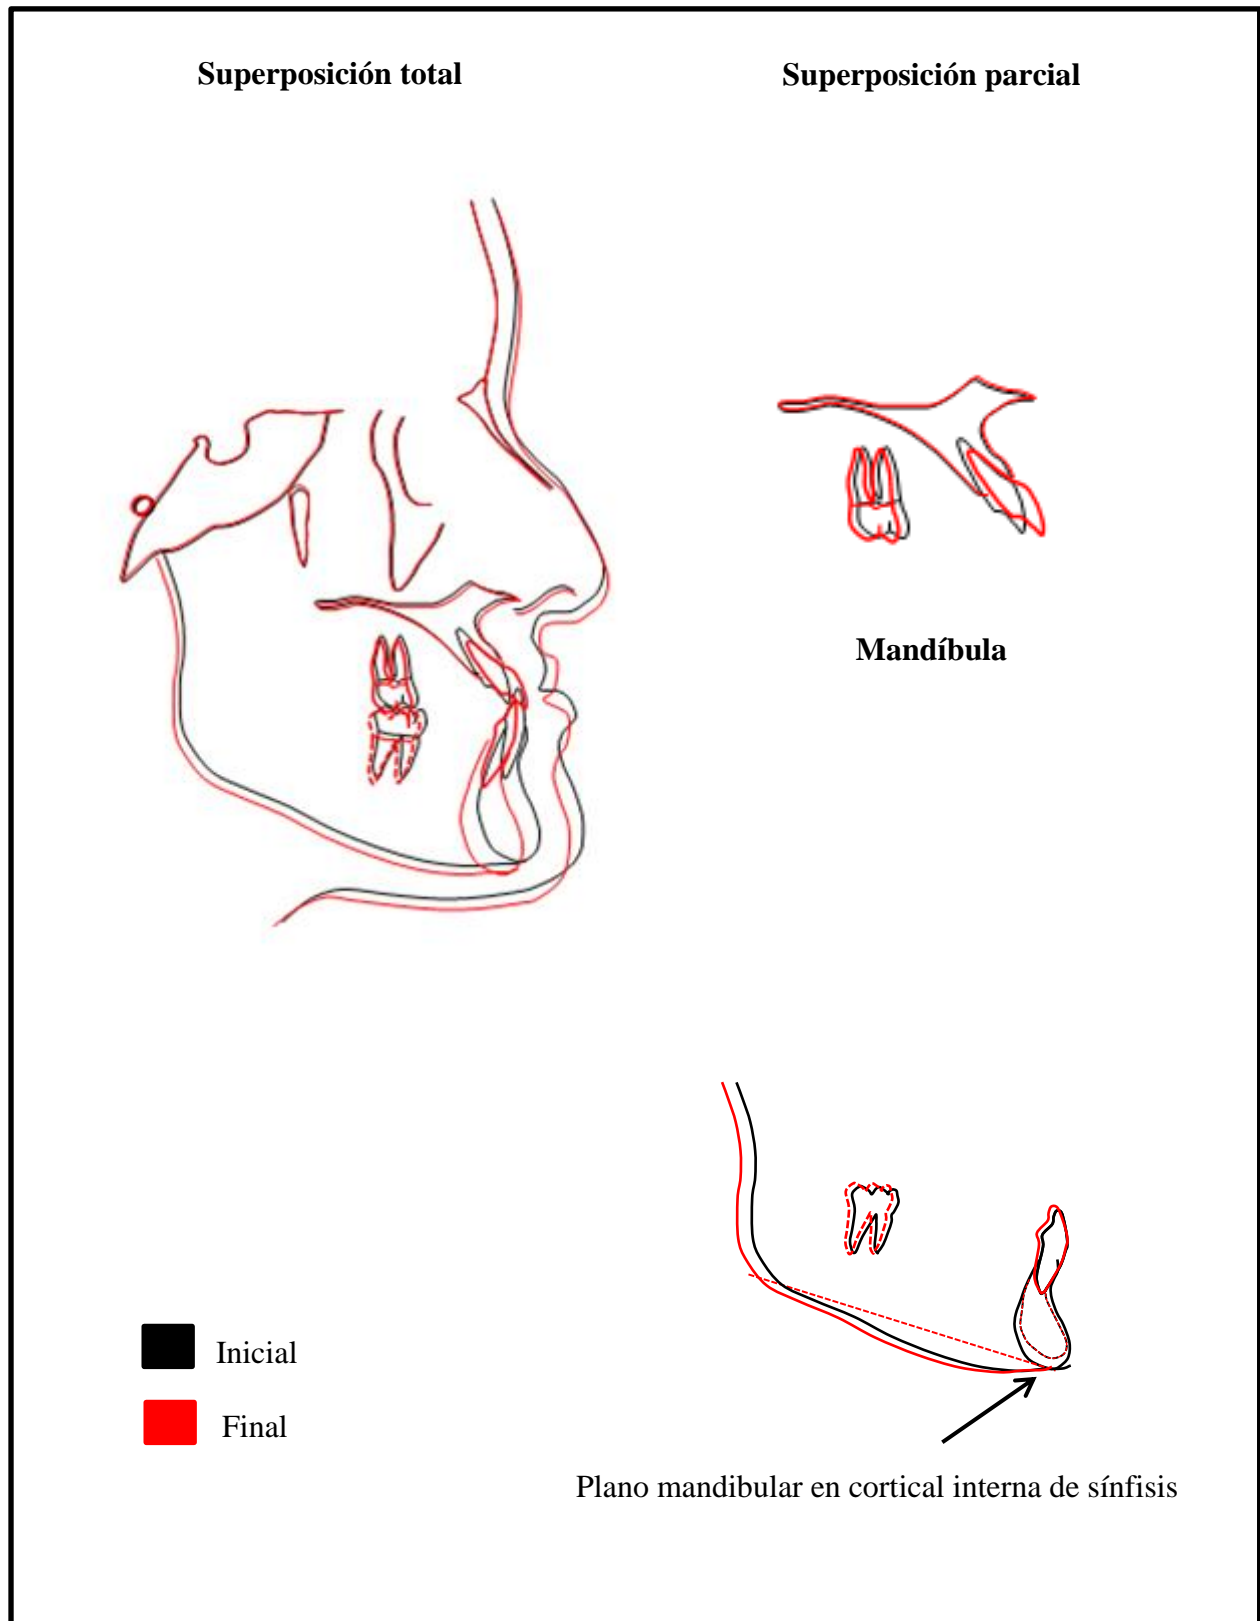 Superposición total
Superposición parcial
Mandíbula
Inicial
Final
Plano mandibular en cortical interna de sínfisis